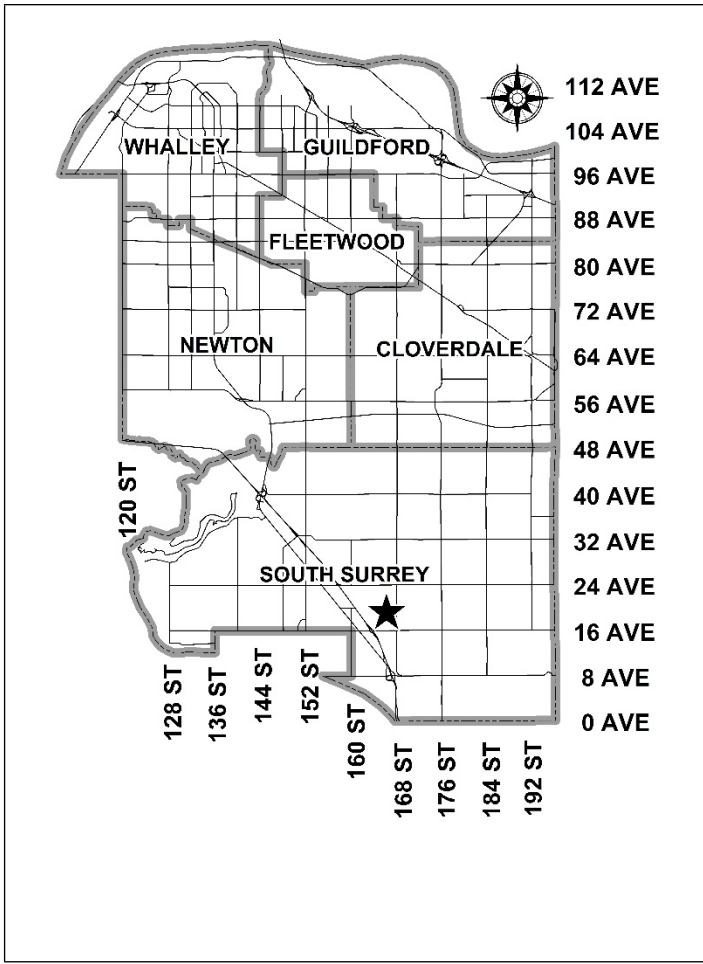 112 AVE
104 AVE
WHALLEY
GUILDFORD
96 AVE
88 AVE
FLEETWOOD
80 AVE
72 AVE
NEWTON
CLOVERDALE
64 AVE
56 AVE
48 AVE
120 ST
40 AVE
32 AVE
SOUTH SURREY
24 AVE
16 AVE
8 AVE
0 AVE
128 ST
136 ST
144 ST
152 ST
160 ST
168 ST
176 ST
184 ST
192 ST